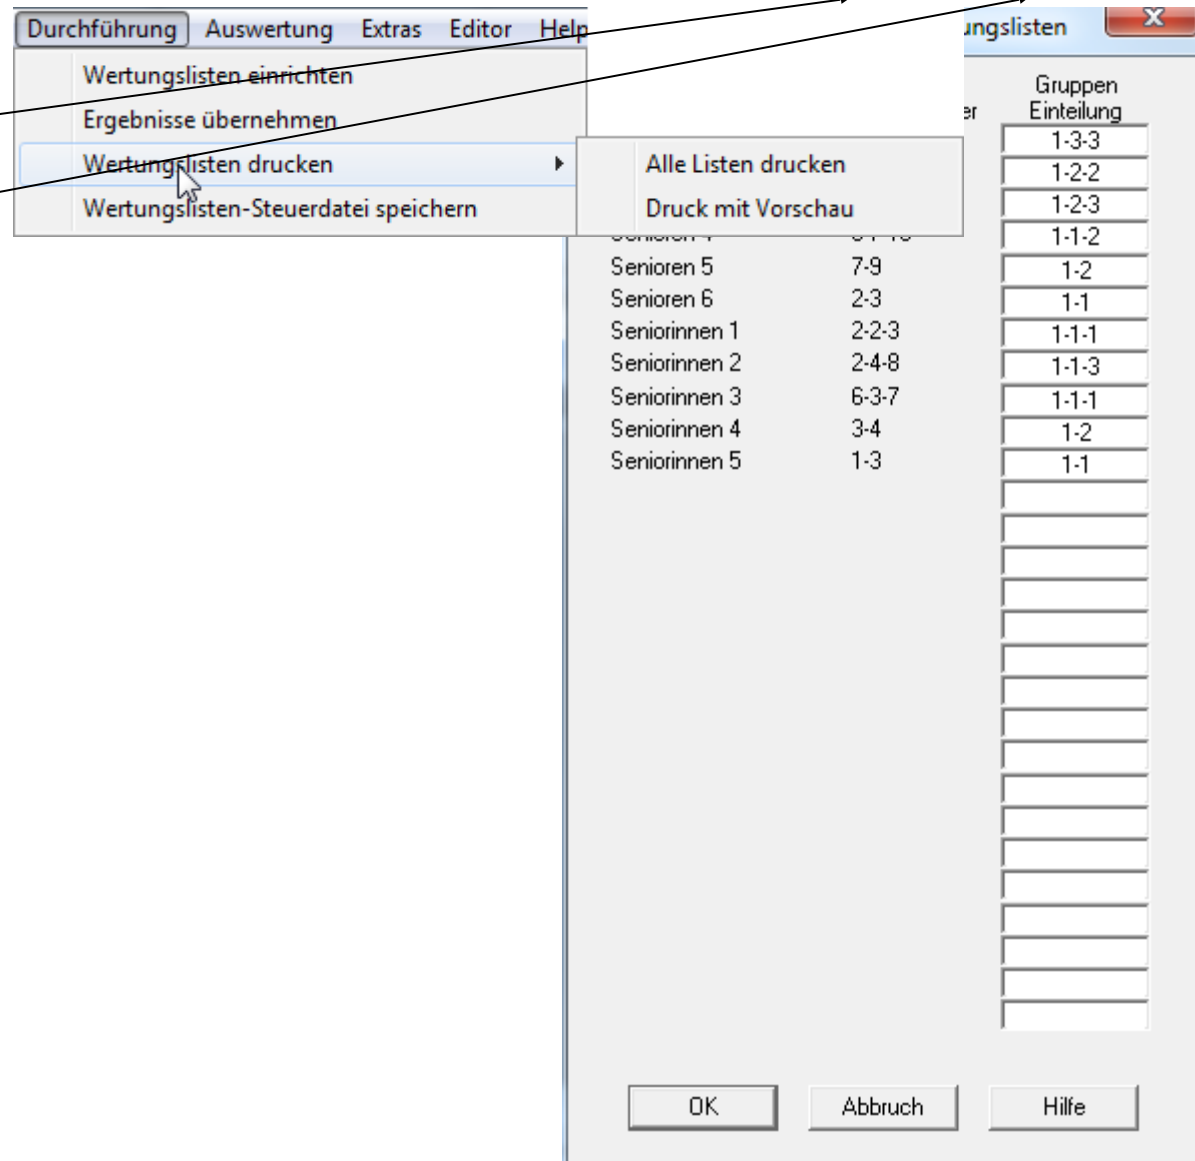 Durchführung Auswertung Extras Editor Help
Wertungslisten einrichten
Ergebnisse übernehmen
Wertungslisten drucken
Wertungslisten-Steuerdatei speichern
Alle Listen drucken
Druck mit Vorschau
ungslisten
Gruppen
er Einteilung
1-3-3
1-2-2
1-2-3
Senioren 4 1-1-2
Senioren 5 7-9 1-2
Senioren 6 2-3 1-1
Seniorinnen 1 2-2-3 1-1-1
Seniorinnen 2 2-4-8 1-1-3
Seniorinnen 3 6-3-7 1-1-1
Seniorinnen 4 3-4 1-2
Seniorinnen 5 1-3 1-1
OK Abbruch Hilfe